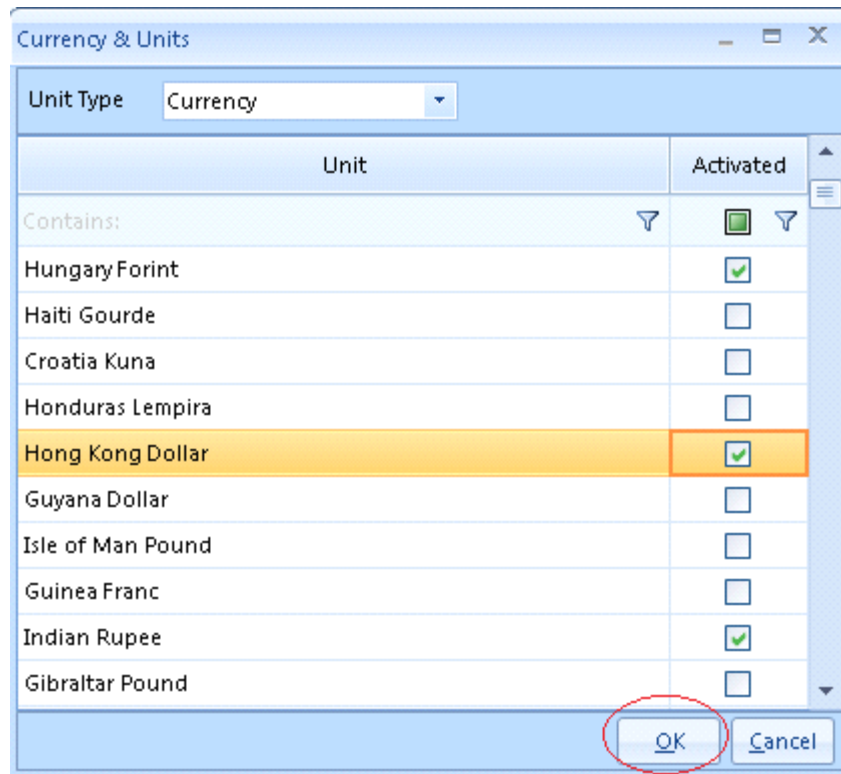 Currency & Units
Unit Type Currency
Unit Activated
Contains:
Hungary Forint
Haiti Gourde
Croatia Kuna
Honduras Lempira
Hong Kong Dollar
Guyana Dollar
Isle of Man Pound
Guinea Franc
Indian Rupee
Gibraltar Pound
OK Cancel